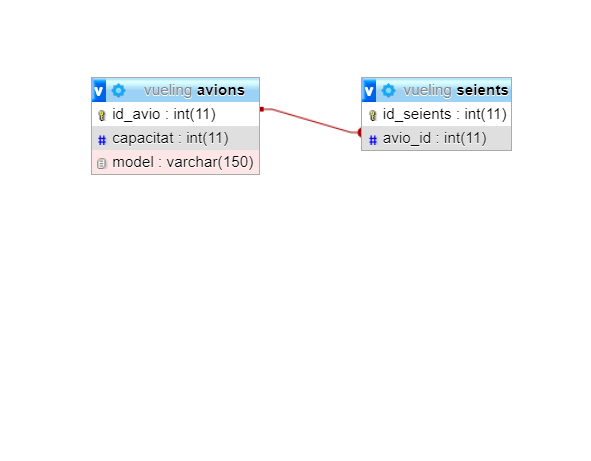 v vueling avions
id_avio : int(11)
# capacitat : int(11)
model : varchar(150)
v vueling seients
id_seients : int(11)
# avio_id : int(11)